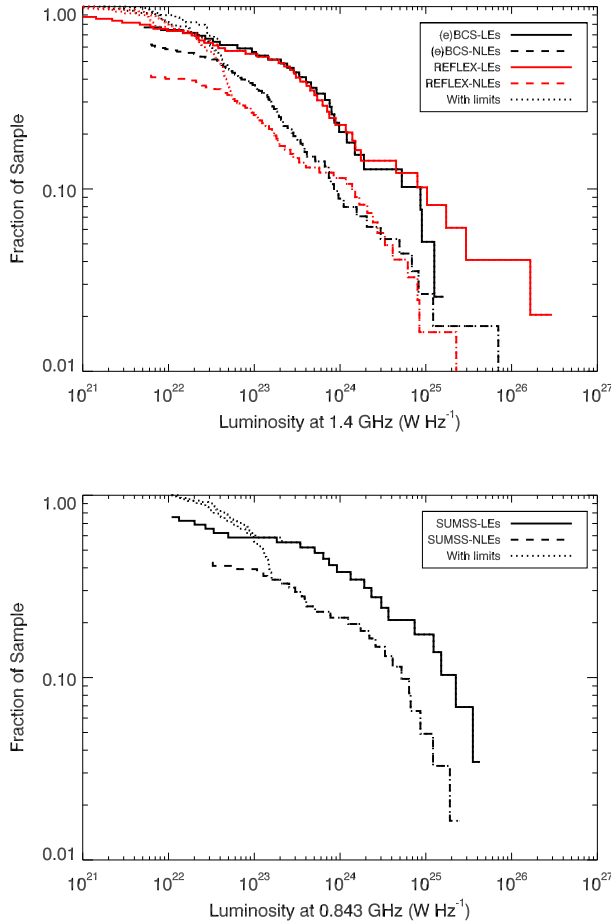 1.00
0.10
0.01
Fraction of Sample
(e)BCS-LEs
(e)BCS-NLEs
REFLEX-LEs
REFLEX-NLEs
With limits
10^21 10^22 10^23 10^24 10^25 10^26 10^27
Luminosity at 1.4 GHz (W Hz^-1)
1.00
0.10
0.01
Fraction of Sample
SUMSS-LEs
SUMSS-NLEs
With limits
10^21 10^22 10^23 10^24 10^25 10^26 10^27
Luminosity at 0.843 GHz (W Hz^-1)